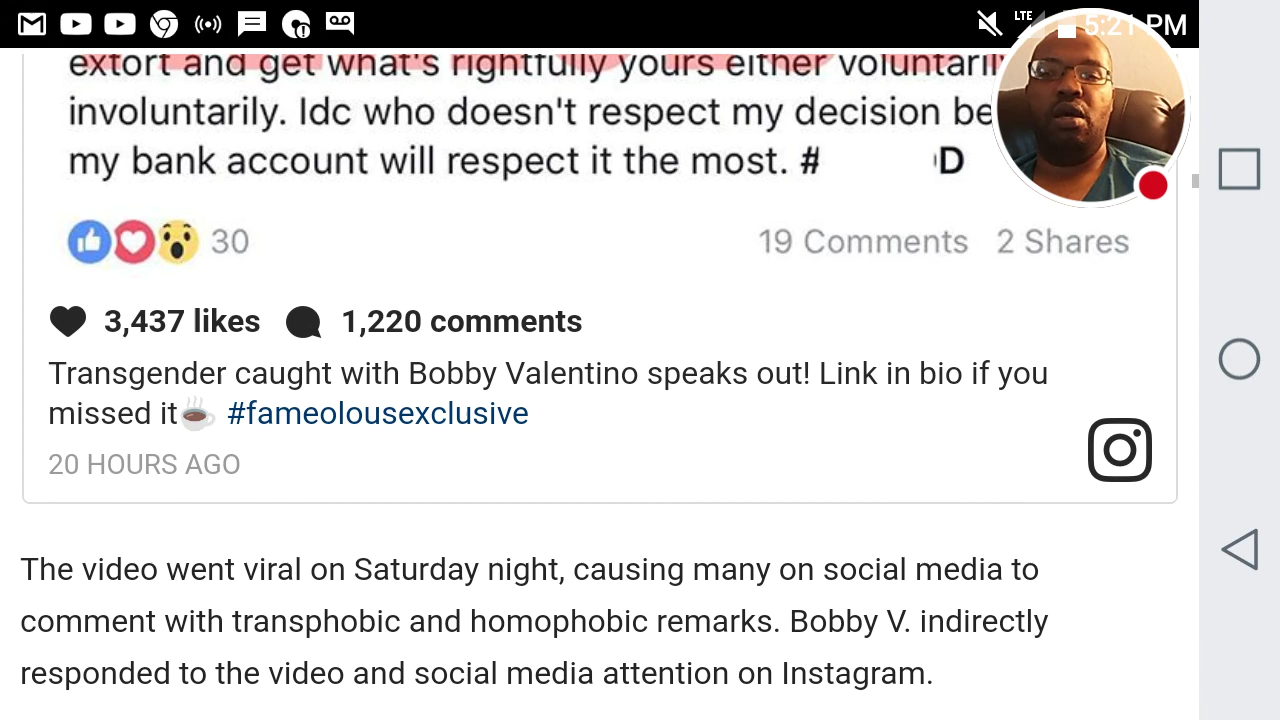 LTE 5:21 PM
extort and get what's rightfully yours either
involuntarily. Idc who doesn't respect my decision be
my bank account will respect it the most. # D
30 19 Comments 2 Shares
3,437 likes 1,220 comments
Transgender caught with Bobby Valentino speaks out! Link in bio if you
missed it☕ #fameolousexclusive
20 HOURS AGO
The video went viral on Saturday night, causing many on social media to
comment with transphobic and homophobic remarks. Bobby V. indirectly
responded to the video and social media attention on Instagram.